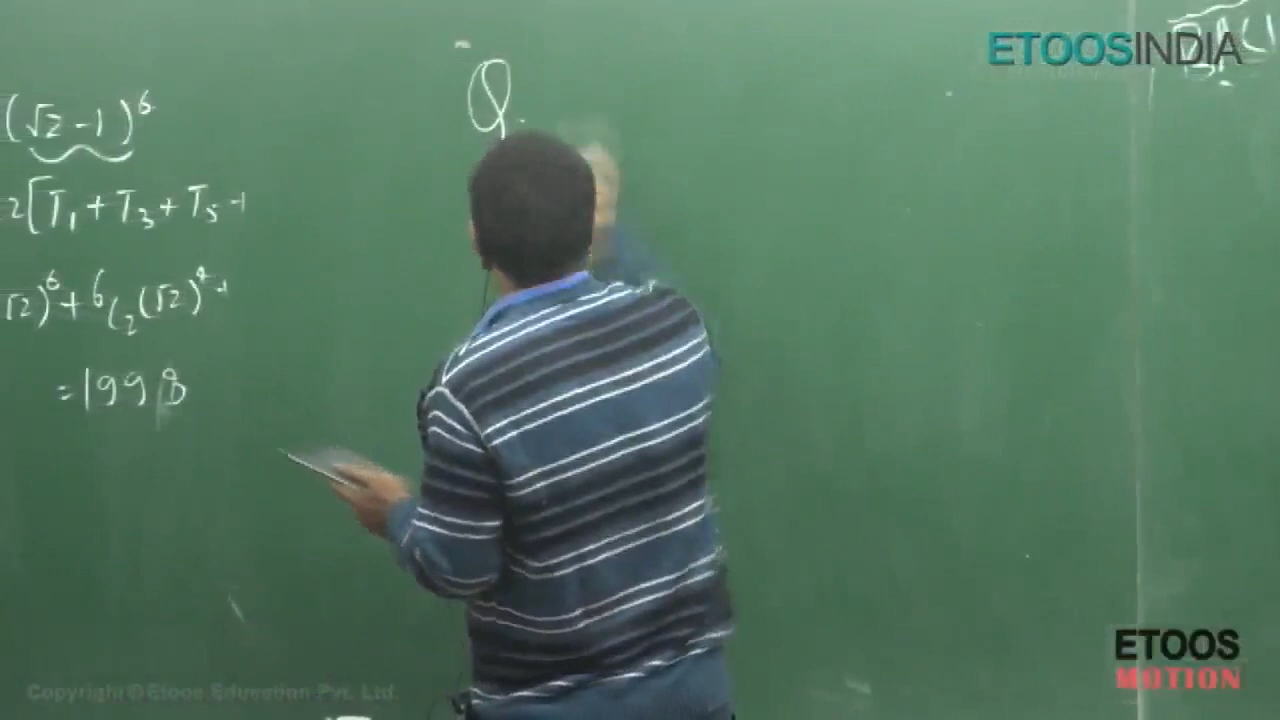 (√2 - 1)^6
2[T₁ + T₃ + T₅ +
√2)^6 + ⁶C₂(√2)^4 +
= 1998
Q.
ETOOSINDIA
ETOOS
MOTION
Copyright © Etoos Education Pvt. Ltd.